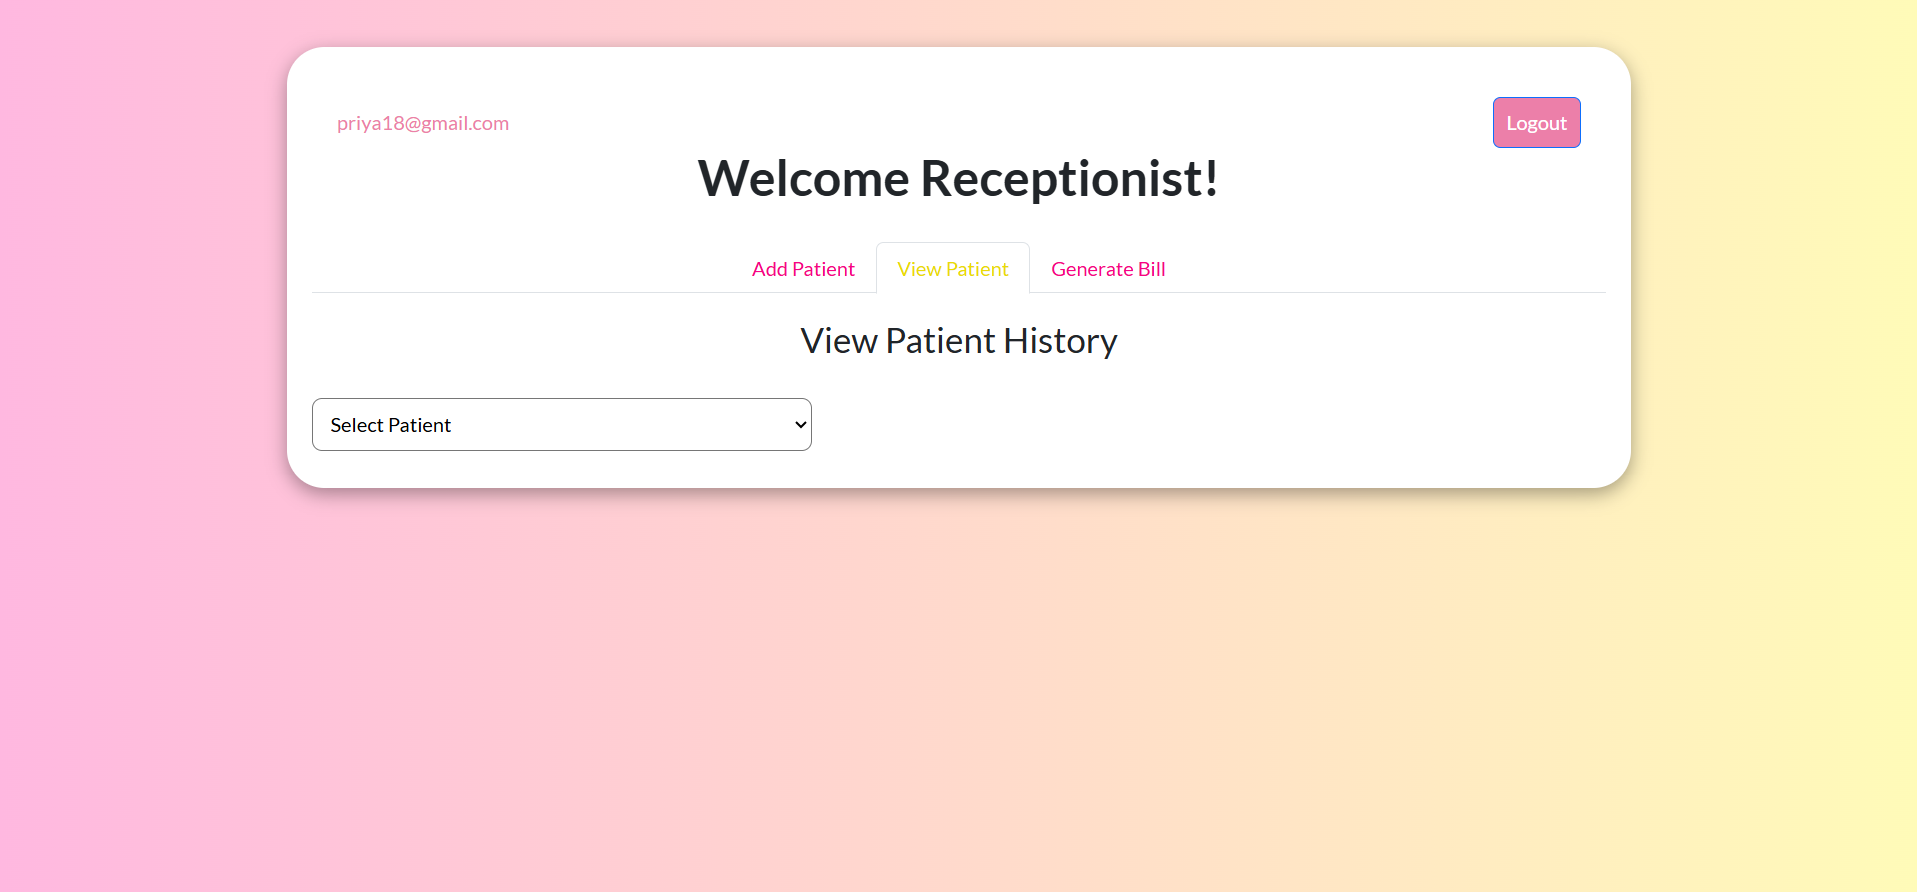 priya18@gmail.com
Logout
Welcome Receptionist!
Add Patient View Patient Generate Bill
View Patient History
Select Patient